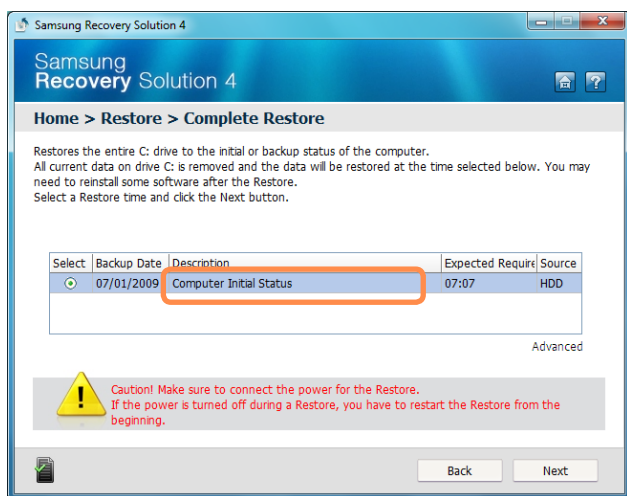 Samsung Recovery Solution 4
Samsung
Recovery Solution 4
Home > Restore > Complete Restore
Restores the entire C: drive to the initial or backup status of the computer.
All current data on drive C: is removed and the data will be restored at the time selected below. You may
need to reinstall some software after the Restore.
Select a Restore time and click the Next button.
Select Backup Date Description Expected Require Source
07/01/2009 Computer Initial Status 07:07 HDD
Advanced
Caution! Make sure to connect the power for the Restore.
If the power is turned off during a Restore, you have to restart the Restore from the
beginning.
Back Next